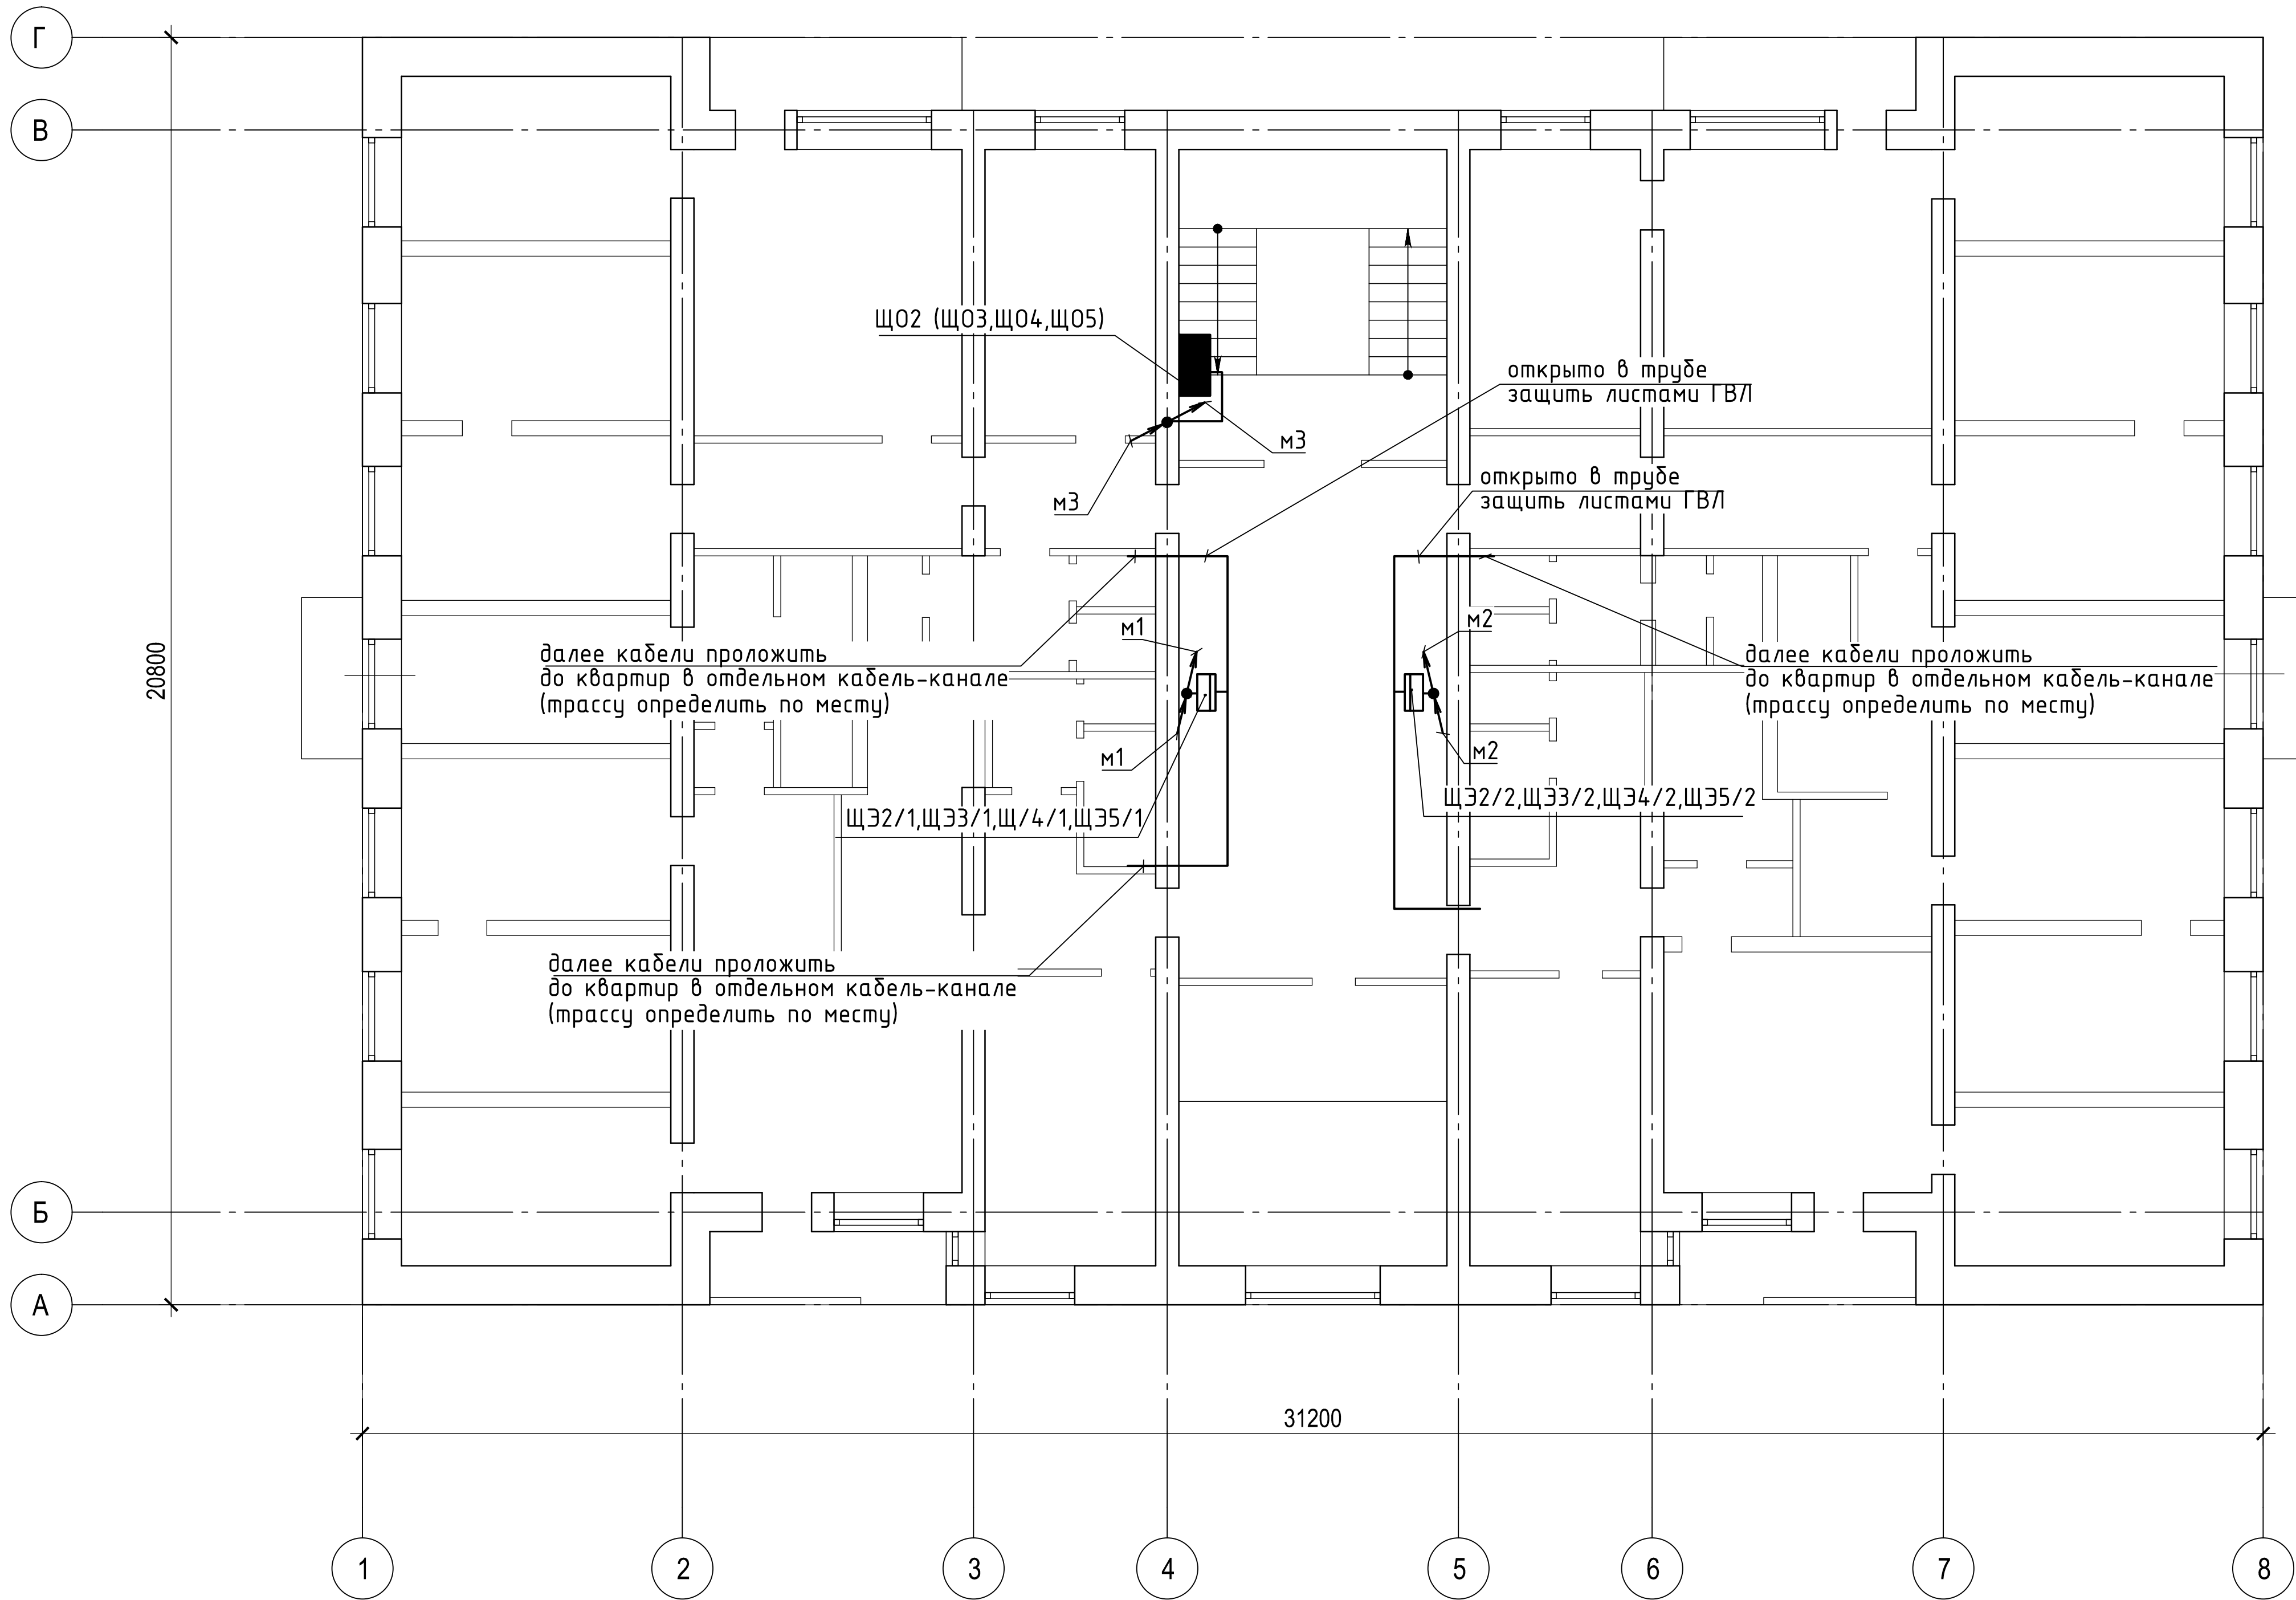 Г
В
ЩО2 (ЩО3,ЩО4,ЩО5)
открыто в трубе
защить листами ГВЛ
м3
открыто в трубе
защить листами ГВЛ
м3
м1
м2
далее кабели проложить
до квартир в отдельном кабель-канале
(трассу определить по месту)
далее кабели проложить
до квартир в отдельном кабель-канале
(трассу определить по месту)
20800
м1
м2
ЩЭ2/1,ЩЭ3/1,Щ/4/1,ЩЭ5/1
ЩЭ2/2,ЩЭ3/2,ЩЭ4/2,ЩЭ5/2
далее кабели проложить
до квартир в отдельном кабель-канале
(трассу определить по месту)
Б
А
31200
1
2
3
4
5
6
7
8